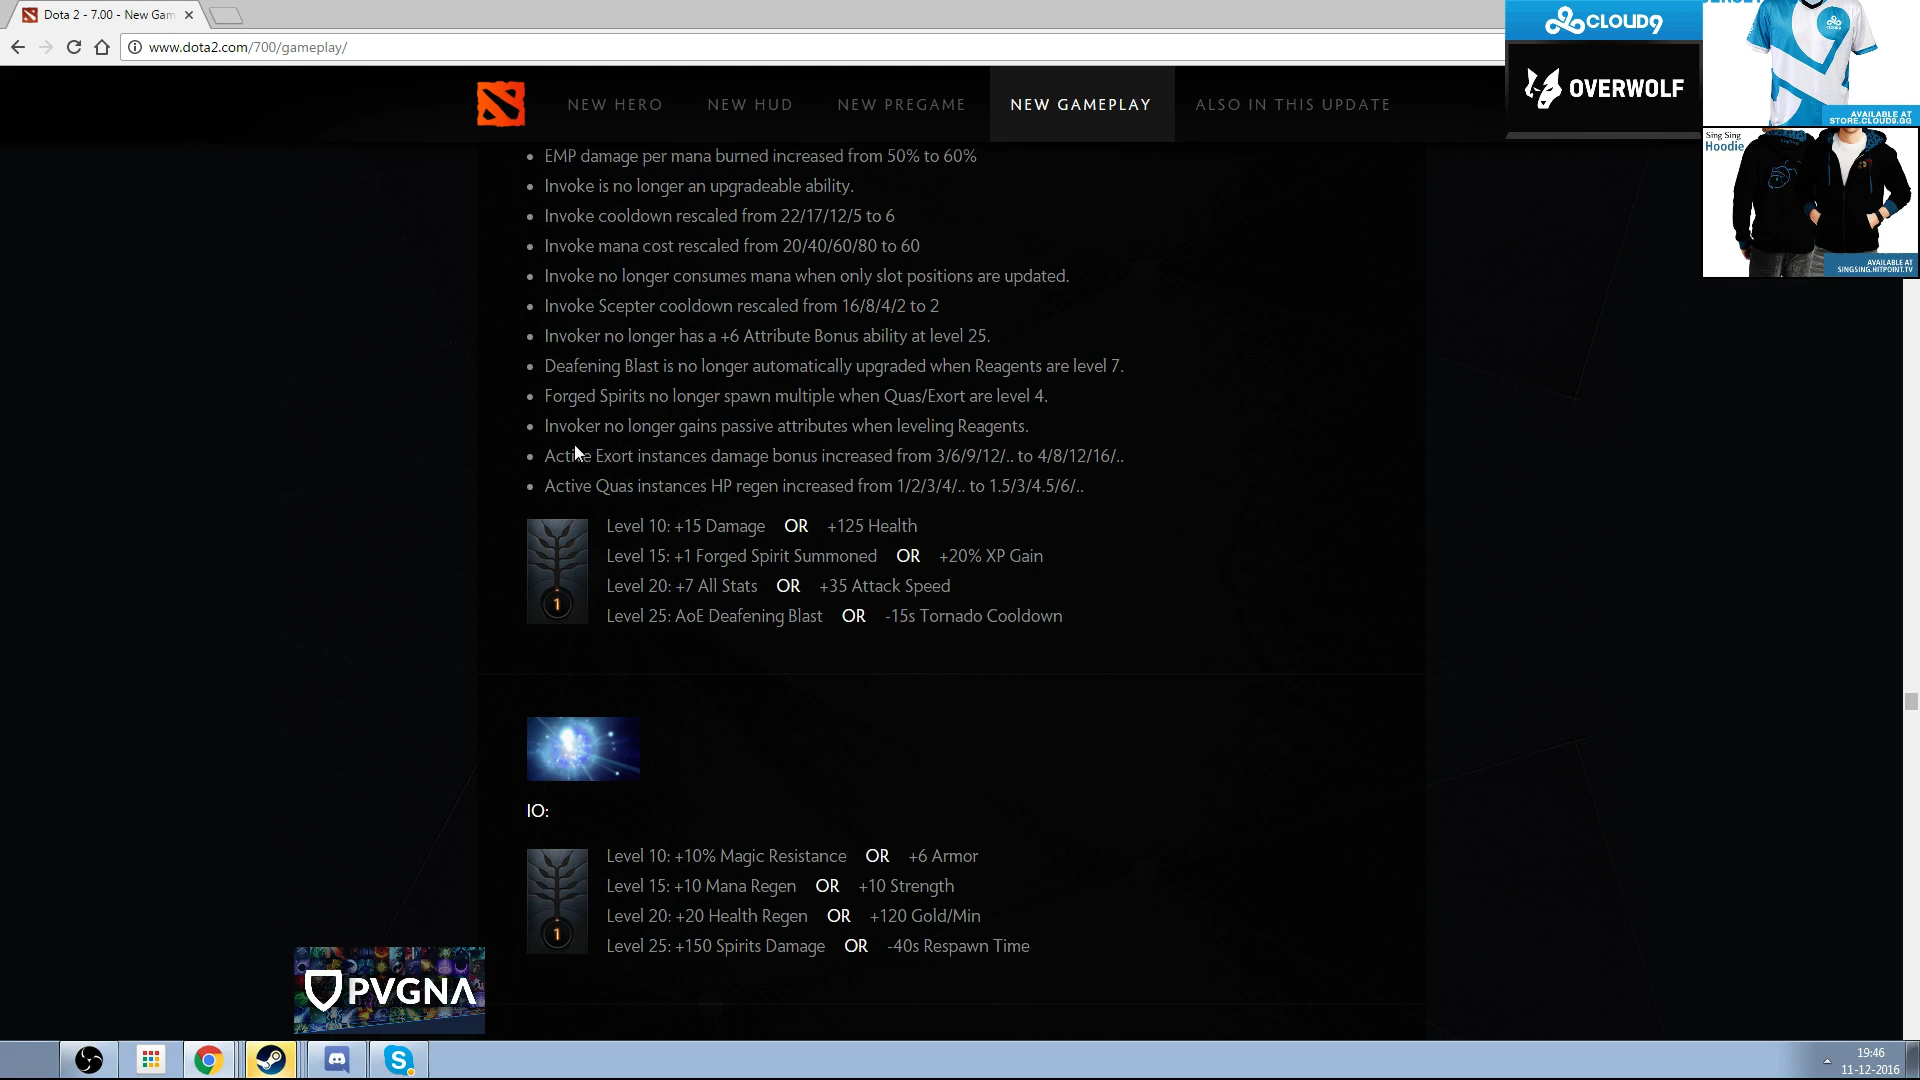 Dota 2 - 7.00 - New Gam
www.dota2.com/700/gameplay/
NEW HERO
NEW HUD
NEW PREGAME
NEW GAMEPLAY
ALSO IN THIS UPDATE
CLOUD9
OVERWOLF
AVAILABLE AT
STORE.CLOUD9.GG
Sing Sing
Hoodie
AVAILABLE AT
SINGSING.HITPOINT.TV
EMP damage per mana burned increased from 50% to 60%
Invoke is no longer an upgradeable ability.
Invoke cooldown rescaled from 22/17/12/5 to 6
Invoke mana cost rescaled from 20/40/60/80 to 60
Invoke no longer consumes mana when only slot positions are updated.
Invoke Scepter cooldown rescaled from 16/8/4/2 to 2
Invoker no longer has a +6 Attribute Bonus ability at level 25.
Deafening Blast is no longer automatically upgraded when Reagents are level 7.
Forged Spirits no longer spawn multiple when Quas/Exort are level 4.
Invoker no longer gains passive attributes when leveling Reagents.
Active Exort instances damage bonus increased from 3/6/9/12/.. to 4/8/12/16/..
Active Quas instances HP regen increased from 1/2/3/4/.. to 1.5/3/4.5/6/..
Level 10: +15 Damage OR +125 Health
Level 15: +1 Forged Spirit Summoned OR +20% XP Gain
Level 20: +7 All Stats OR +35 Attack Speed
Level 25: AoE Deafening Blast OR -15s Tornado Cooldown
1
IO:
Level 10: +10% Magic Resistance OR +6 Armor
Level 15: +10 Mana Regen OR +10 Strength
Level 20: +20 Health Regen OR +120 Gold/Min
Level 25: +150 Spirits Damage OR -40s Respawn Time
1
PVGNA
19:46
11-12-2016